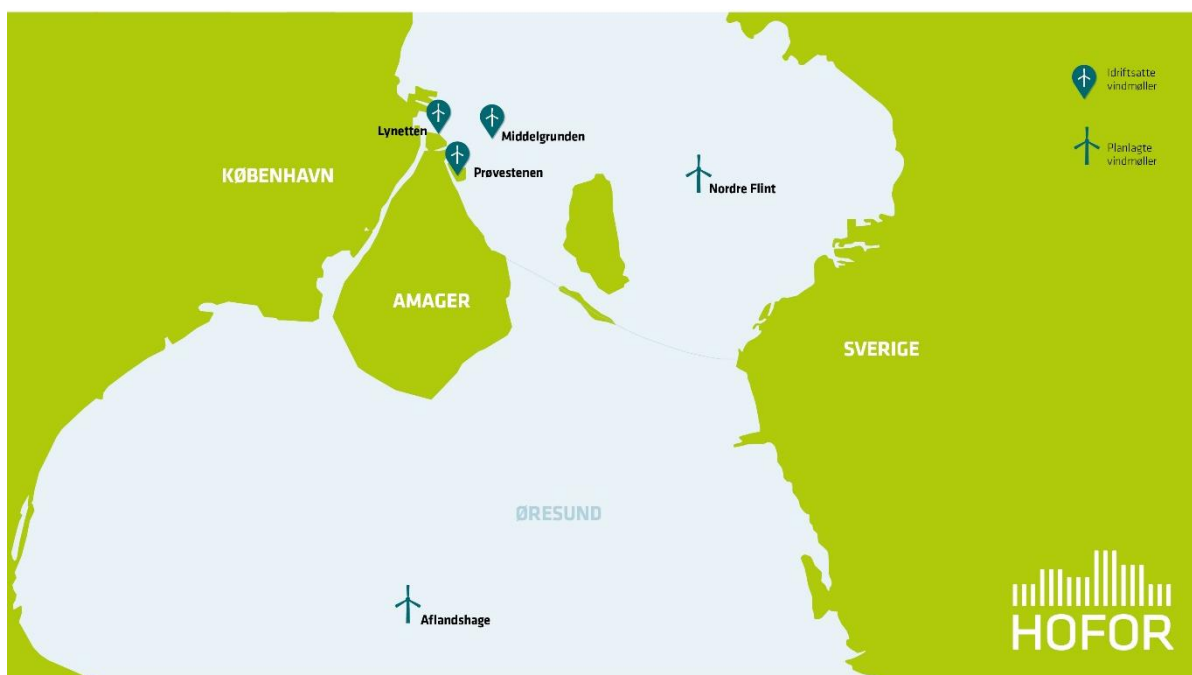 Idriftsatte
vindmøller
Lynetten
Middelgrunden
Planlagte
vindmøller
KØBENHAVN
Prøvestenen
Nordre Flint
AMAGER
SVERIGE
ØRESUND
Aflandshage
HOFOR